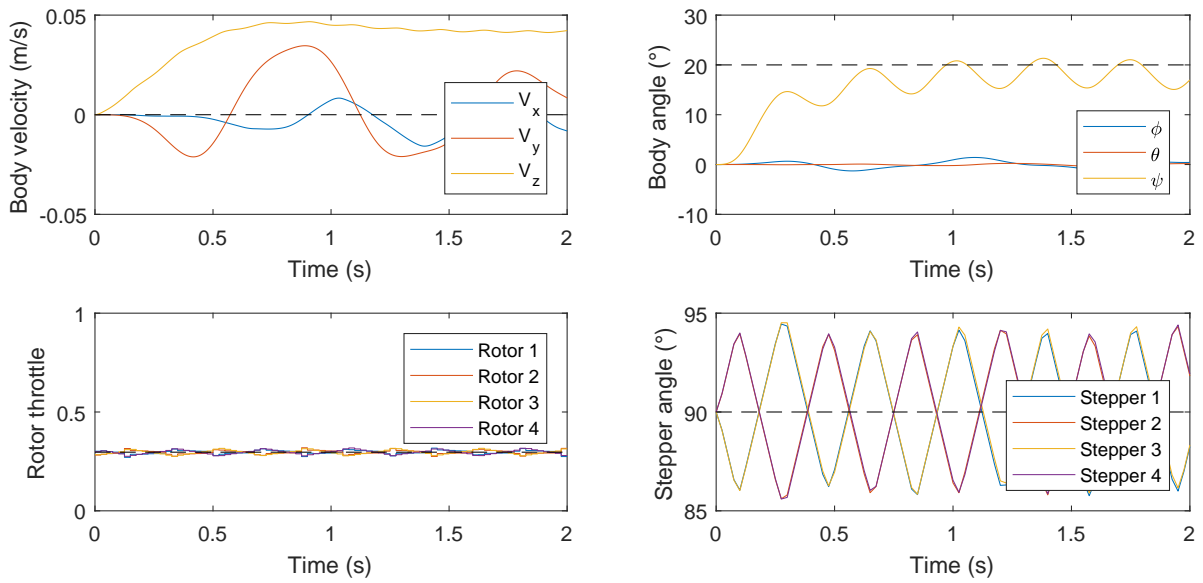 0.05
0
-0.05
Body velocity (m/s)
V_x
V_y
V_z
0 0.5 1 1.5 2
Time (s)
30
20
10
0
-10
Body angle (°)
ϕ
θ
ψ
0 0.5 1 1.5 2
Time (s)
1
0.5
0
Rotor throttle
Rotor 1
Rotor 2
Rotor 3
Rotor 4
0 0.5 1 1.5 2
Time (s)
95
90
85
Stepper angle (°)
Stepper 1
Stepper 2
Stepper 3
Stepper 4
0 0.5 1 1.5 2
Time (s)